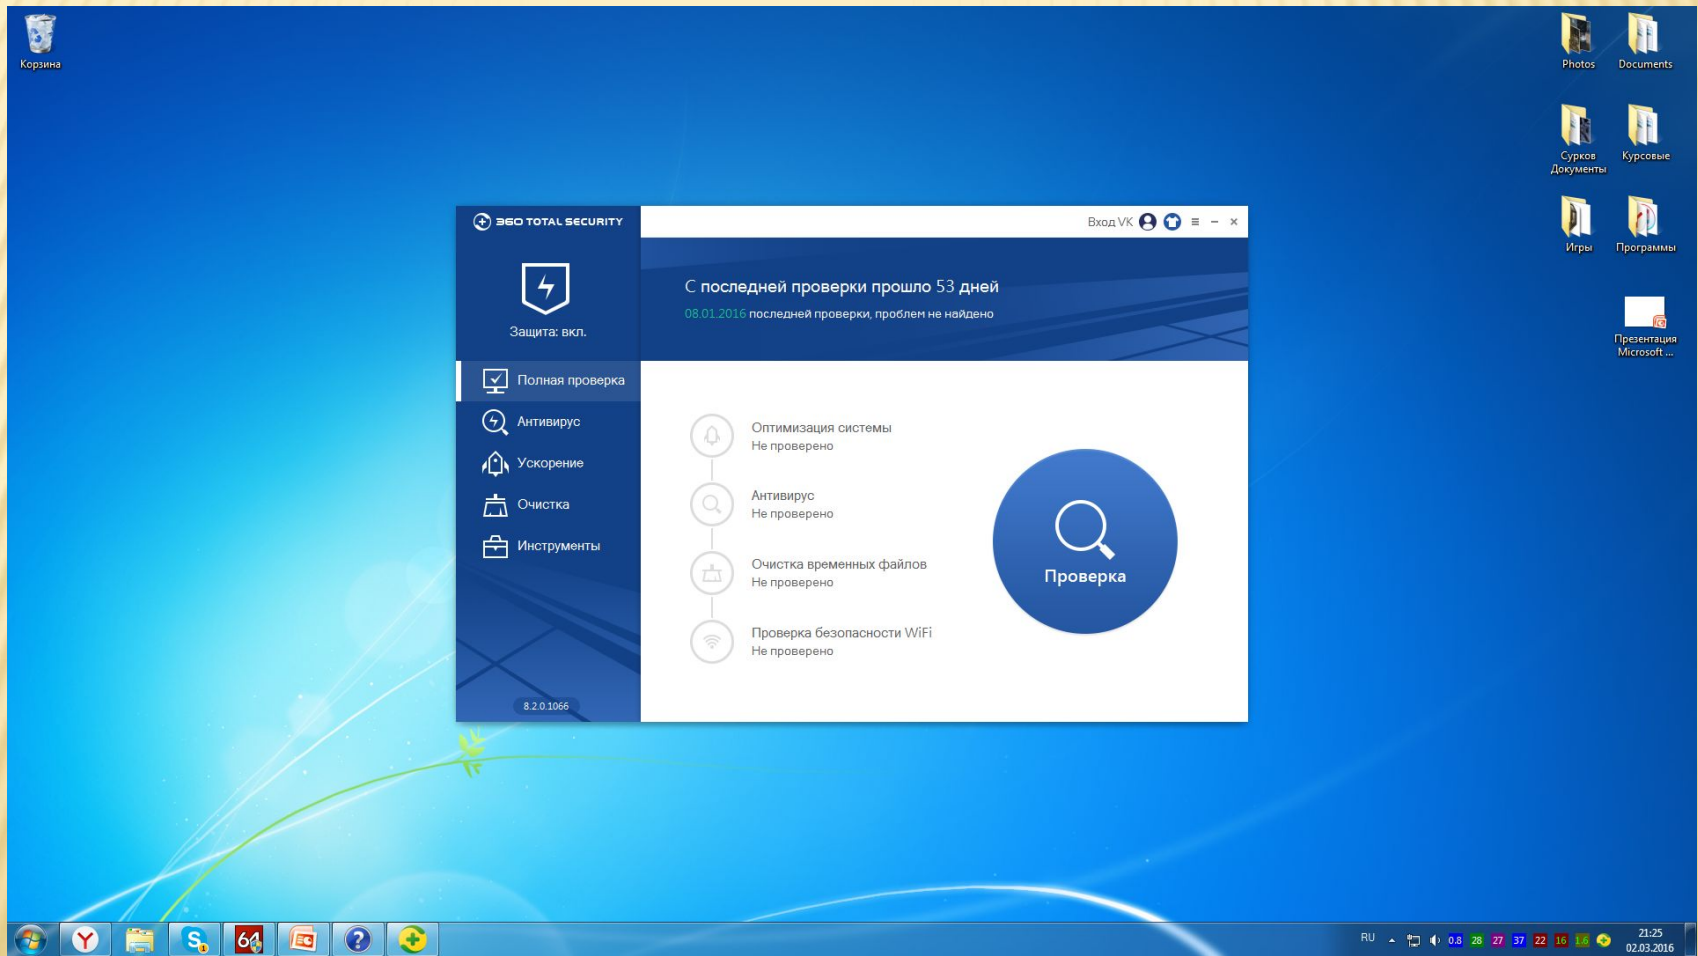 Корзина
Photos
Documents
Сурков
Документы
Курсовые
Игры
Программы
Презентация
Microsoft ...
360 TOTAL SECURITY
Вход VK
Защита: вкл.
С последней проверки прошло 53 дней
08.01.2016 последней проверки, проблем не найдено
Полная проверка
Антивирус
Ускорение
Очистка
Инструменты
8.2.0.1066
Оптимизация системы
Не проверено
Антивирус
Не проверено
Очистка временных файлов
Не проверено
Проверка безопасности WiFi
Не проверено
Проверка
64
RU
0.8 28 27 37 22 16 1.6
21:25
02.03.2016